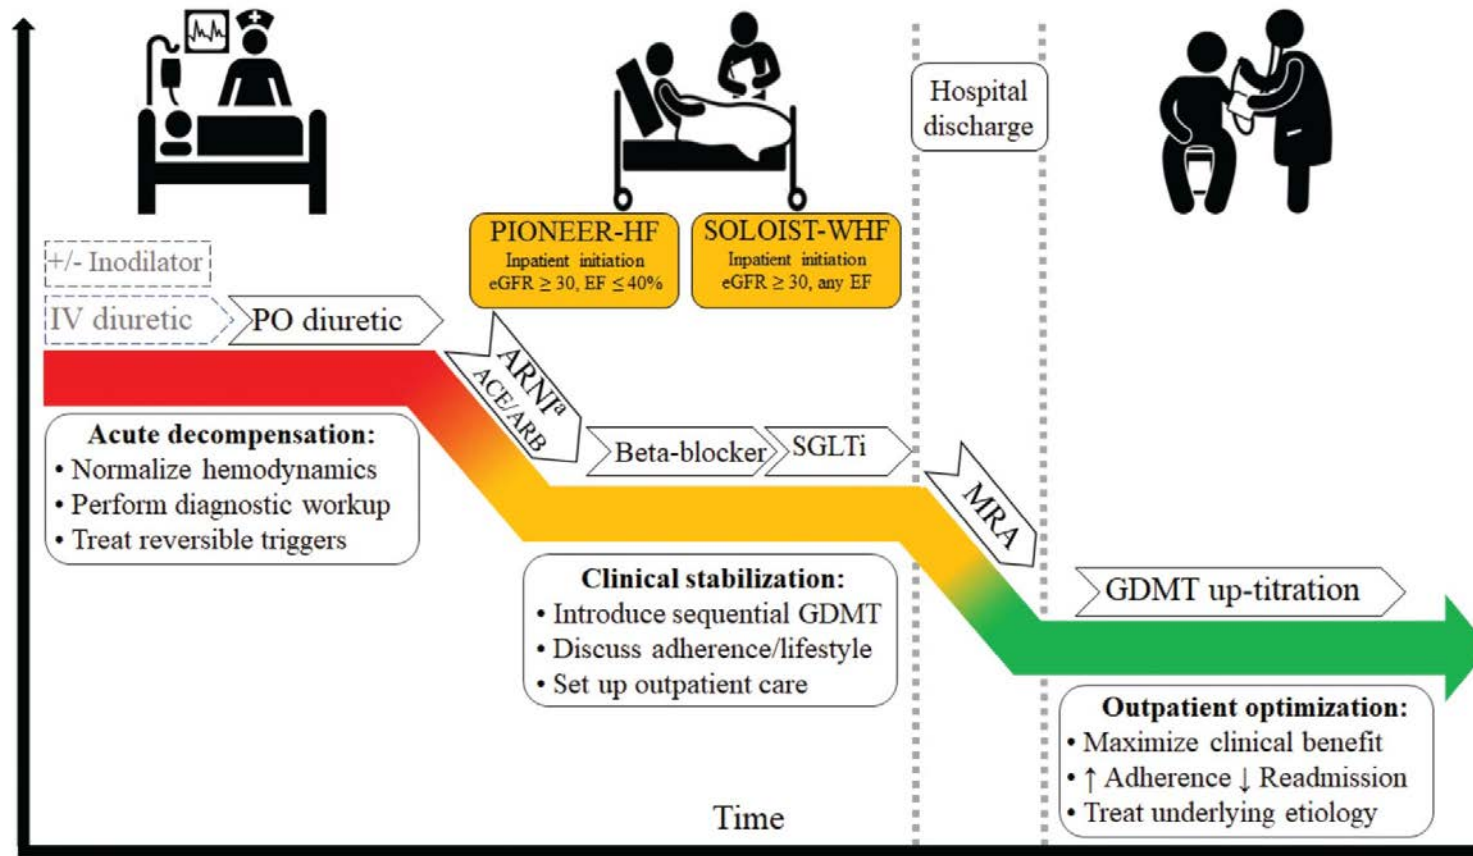 Hospital
discharge
PIONEER-HF
Inpatient initiation
eGFR ≥ 30, EF ≤ 40%
SOLOIST-WHF
Inpatient initiation
eGFR ≥ 30, any EF
+/- Inodilator
IV diuretic
PO diuretic
ARNIᵃ
ACE/ARB
Beta-blocker
SGLTi
MRA
GDMT up-titration
Acute decompensation:
• Normalize hemodynamics
• Perform diagnostic workup
• Treat reversible triggers
Clinical stabilization:
• Introduce sequential GDMT
• Discuss adherence/lifestyle
• Set up outpatient care
Outpatient optimization:
• Maximize clinical benefit
• ↑ Adherence ↓ Readmission
• Treat underlying etiology
Time